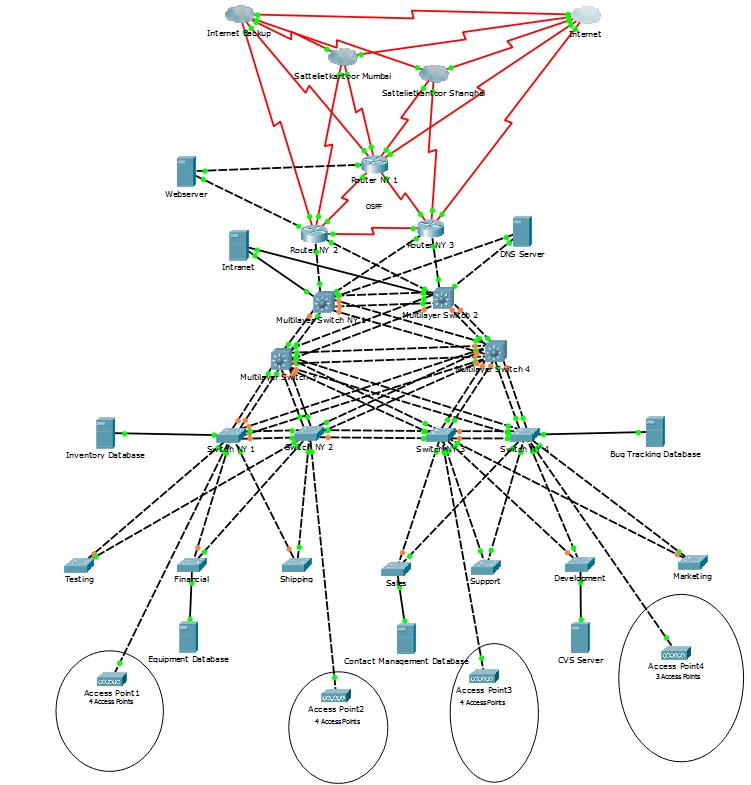 Internet Backup
Internet
Sattelietkantoor Mumbai
Sattelietkantoor Shanghai
Router NY 1
Webserver
OSPF
Router NY 2
Router NY 3
Intranet
DNS Server
Multilayer Switch NY
Multilayer Switch 2
Multilayer Switch
Multilayer Switch 4
Inventory Database
Switch NY 1
Switch NY 2
Switch NY 3
Switch NY 4
Bug Tracking Database
Testing
Financial
Shipping
Sales
Support
Development
Marketing
Equipment Database
Contact Management Database
CVS Server
Access Point1
4 Access Points
Access Point2
4 Access Points
Access Point3
4 Access Points
Access Point4
3 Access Points